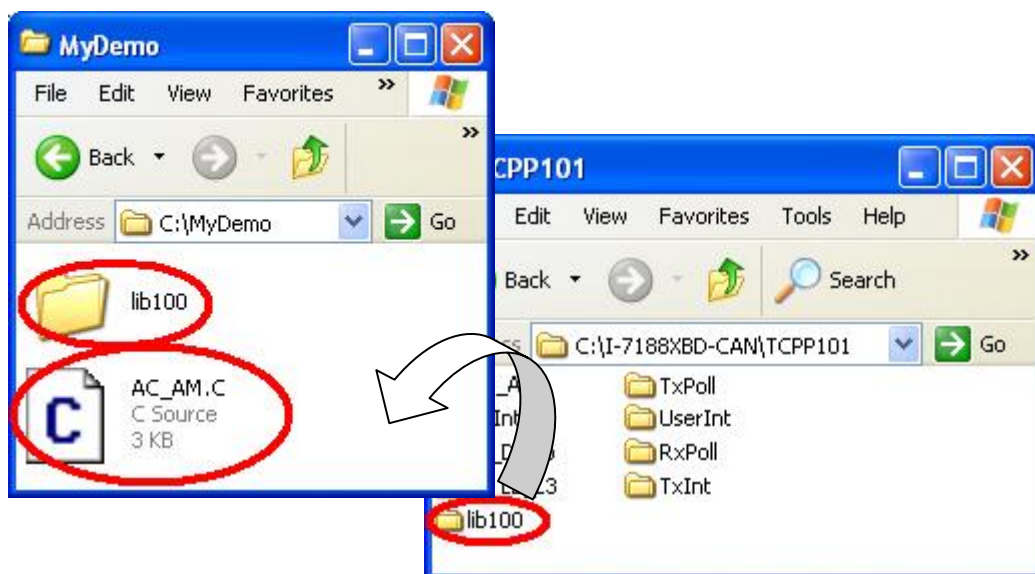 MyDemo
File Edit View Favorites »
Back »
Address C:\MyDemo Go
lib100
AC_AM.C
C Source
3 KB
CPP101
Edit View Favorites Tools Help
Back Search »
ss C:\I-7188XBD-CAN\TCPP101 Go
TxPoll
UserInt
RxPoll
TxInt
lib100